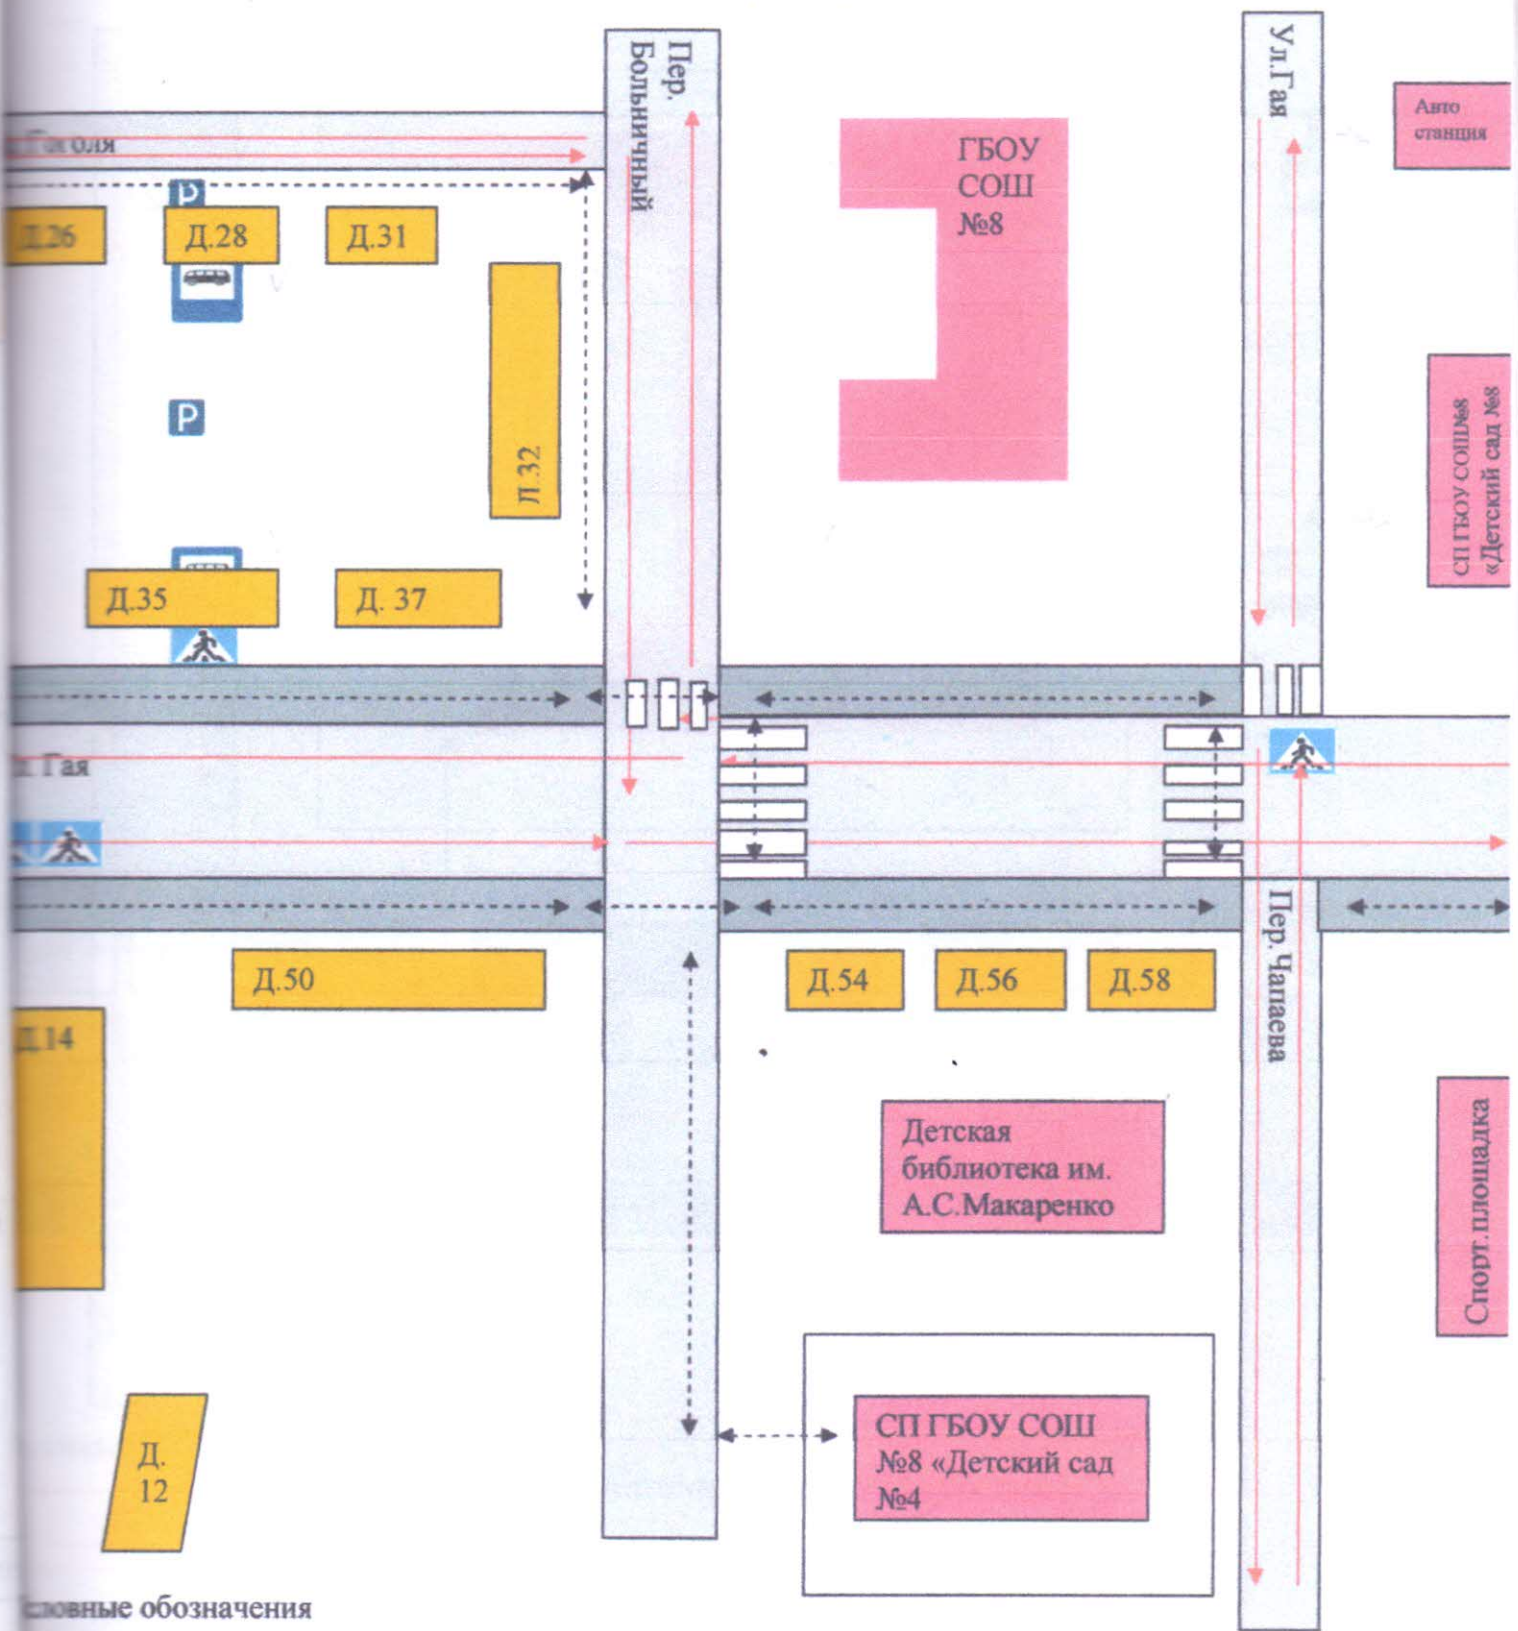 Пер.
Больничный
Ул.Гая
Авто
станция
Гоголя
P
Д.26
Д.28
Д.31
ГБОУ
СОШ
№8
P
Д.32
СП ГБОУ СОШ№8
«Детский сад №8
Д.35
Д. 37
Гая
Пер.Чапаева
Д.50
Д.54
Д.56
Д.58
Д.14
Детская
библиотека им.
А.С.Макаренко
Спорт.площадка
Д.
12
СП ГБОУ СОШ
№8 «Детский сад
№4
словные обозначения